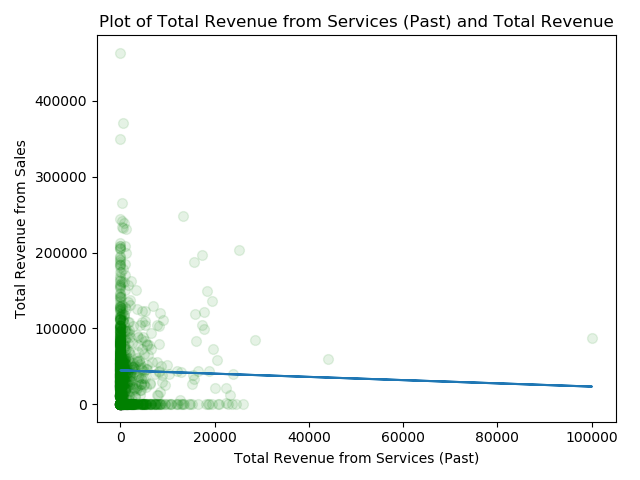 Plot of Total Revenue from Services (Past) and Total Revenue
400000
300000
200000
100000
0
Total Revenue from Sales
0 20000 40000 60000 80000 100000
Total Revenue from Services (Past)